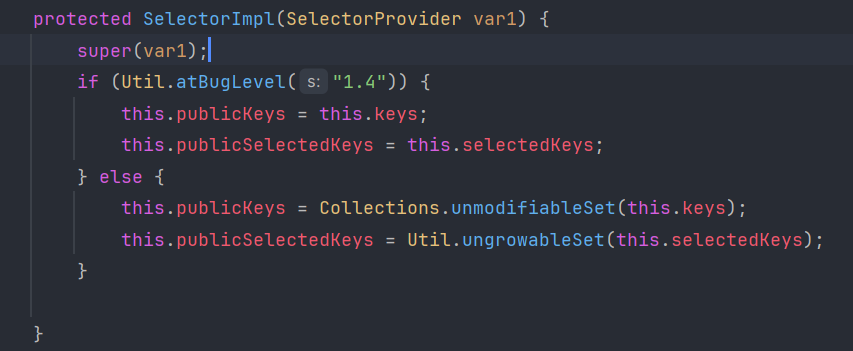 protected SelectorImpl(SelectorProvider var1) {
    super(var1);
    if (Util.atBugLevel( s: "1.4")) {
        this.publicKeys = this.keys;
        this.publicSelectedKeys = this.selectedKeys;
    } else {
        this.publicKeys = Collections.unmodifiableSet(this.keys);
        this.publicSelectedKeys = Util.ungrowableSet(this.selectedKeys);
    }
}